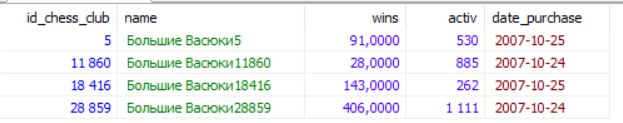 id_chess_club name wins activ date_purchase
5 Большие Васюки5 91,0000 530 2007-10-25
11 860 Большие Васюки11860 28,0000 885 2007-10-24
18 416 Большие Васюки18416 143,0000 262 2007-10-25
28 859 Большие Васюки28859 406,0000 1 111 2007-10-24